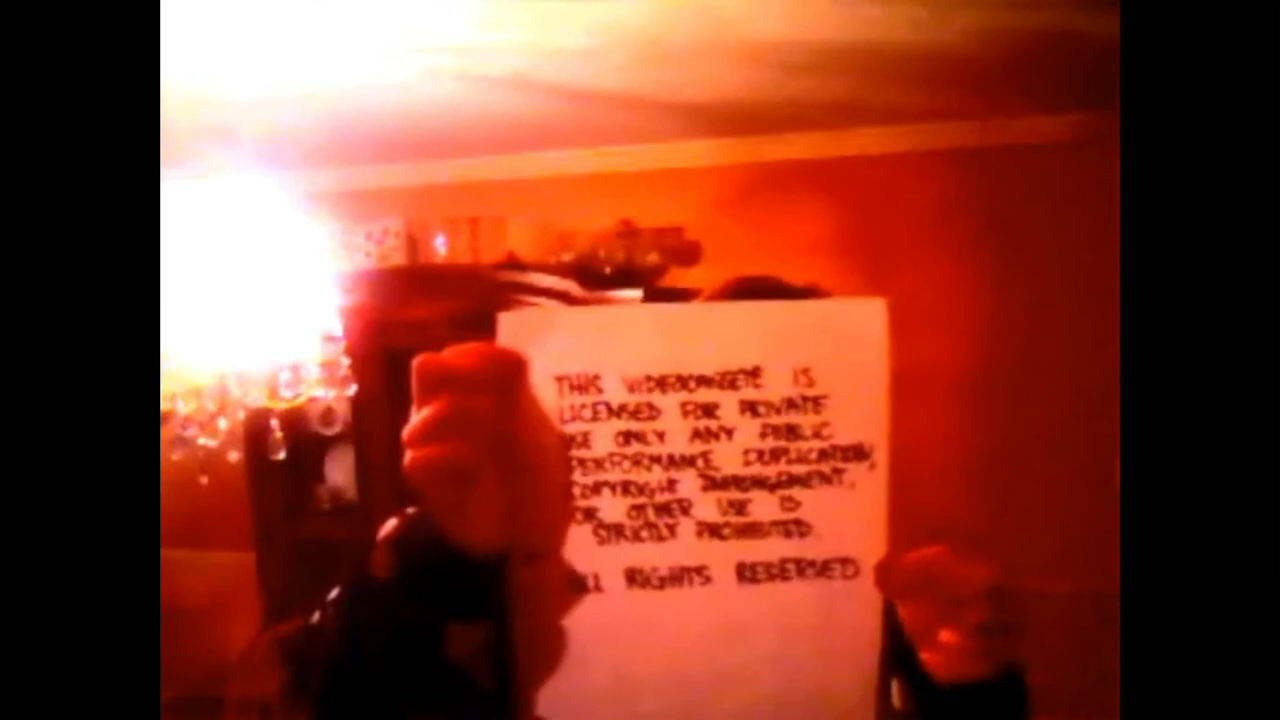 THIS VIDEOCASSETE IS
LICENSED FOR PRIVATE
USE ONLY ANY PUBLIC
PERFORMANCE, DUPLICATION,
COPYRIGHT INFRINGEMENT,
OR OTHER USE IS
STRICTLY PROHIBITED.
ALL RIGHTS RESERVED